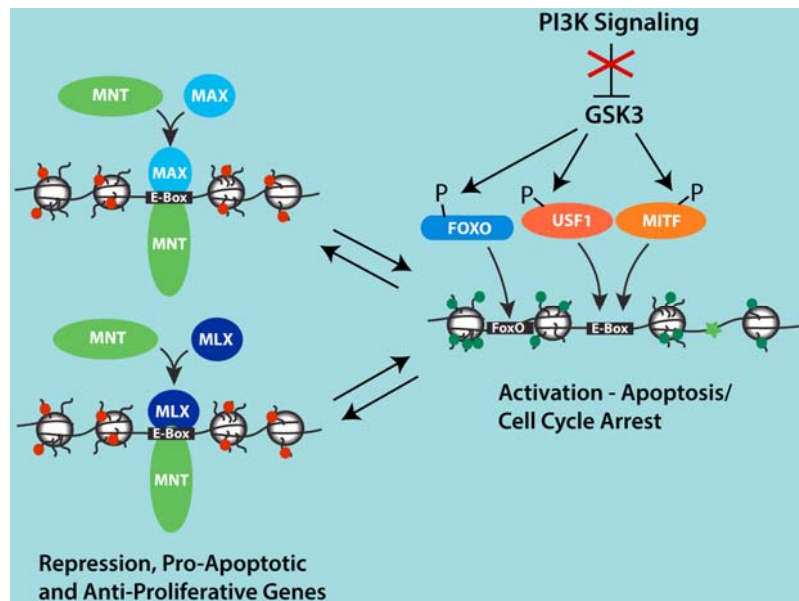 PI3K Signaling
GSK3
MNT
MAX
MAX
E-Box
MNT
P
P
P
FOXO
USF1
MITF
FoxO
E-Box
MNT
MLX
MLX
E-Box
MNT
Activation - Apoptosis/
Cell Cycle Arrest
Repression, Pro-Apoptotic
and Anti-Proliferative Genes